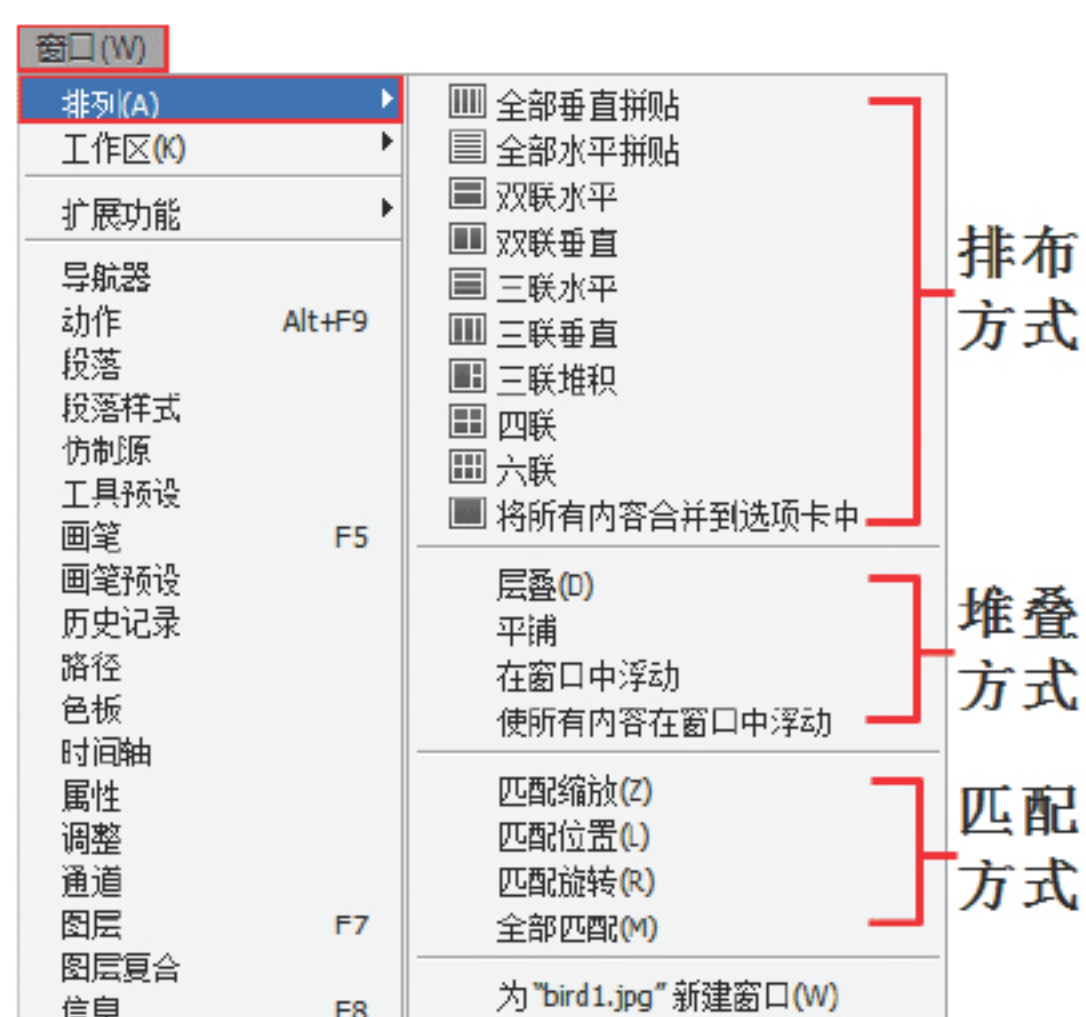 窗口(W)
排列(A)
工作区(K)
扩展功能
导航器
动作 Alt+F9
段落
段落样式
仿制源
工具预设
画笔 F5
画笔预设
历史记录
路径
色板
时间轴
属性
调整
通道
图层 F7
图层复合
信息 F8
全部垂直拼贴
全部水平拼贴
双联水平
双联垂直
三联水平
三联垂直
三联堆积
四联
六联
将所有内容合并到选项卡中
层叠(D)
平铺
在窗口中浮动
使所有内容在窗口中浮动
匹配缩放(Z)
匹配位置(L)
匹配旋转(R)
全部匹配(M)
为"bird1.jpg"新建窗口(W)
排布
方式
堆叠
方式
匹配
方式